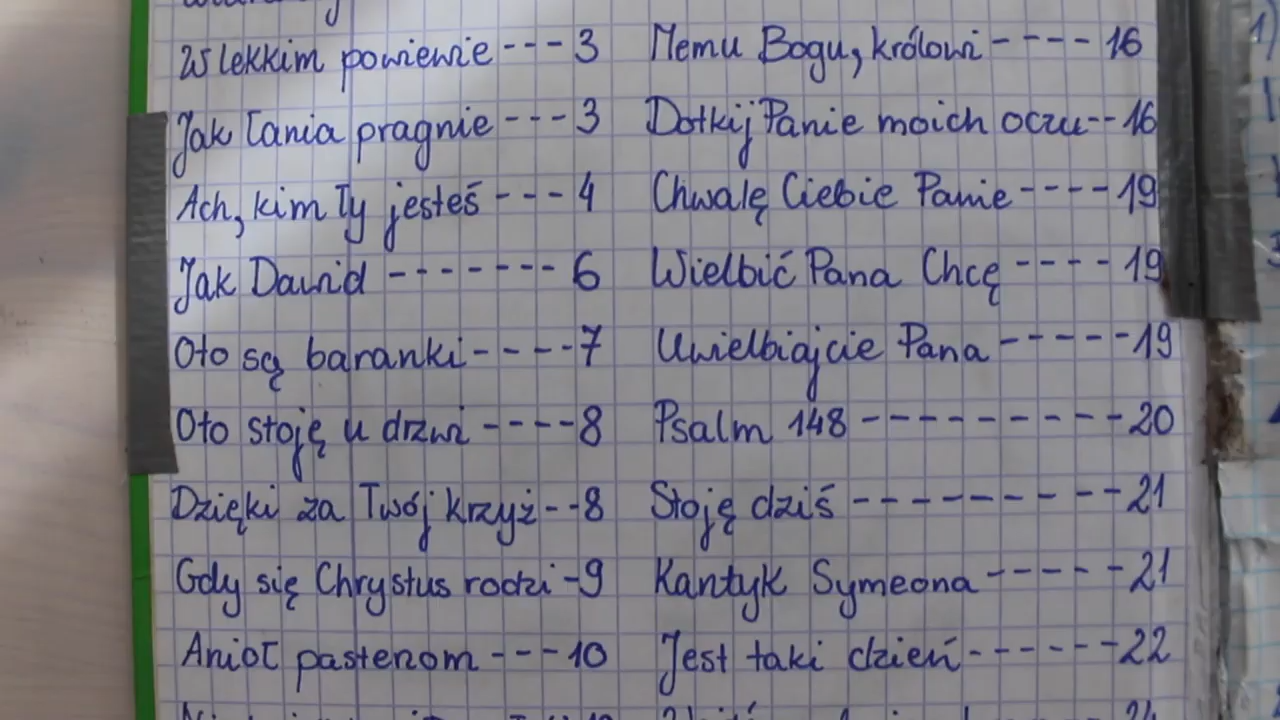 W lekkim powiewie --- 3
Jak łania pragnie --- 3
Ach, kim Ty jesteś --- 4
Jak Dawid ------- 6
Oto są baranki ---- 7
Oto stoję u drzwi ---- 8
Dzięki za Twój krzyż -- 8
Gdy się Chrystus rodzi - 9
Anioł pasterzom --- 10
Memu Bogu, królowi ---- 16
Dotkij Panie moich oczu -- 16
Chwalę Ciebie Panie ---- 19
Wielbić Pana Chcę ---- 19
Uwielbiajcie Pana ----- 19
Psalm 148 --------- 20
Stoję dziś --------- 21
Kantyk Symeona ----- 21
Jest taki dzień ------ 22